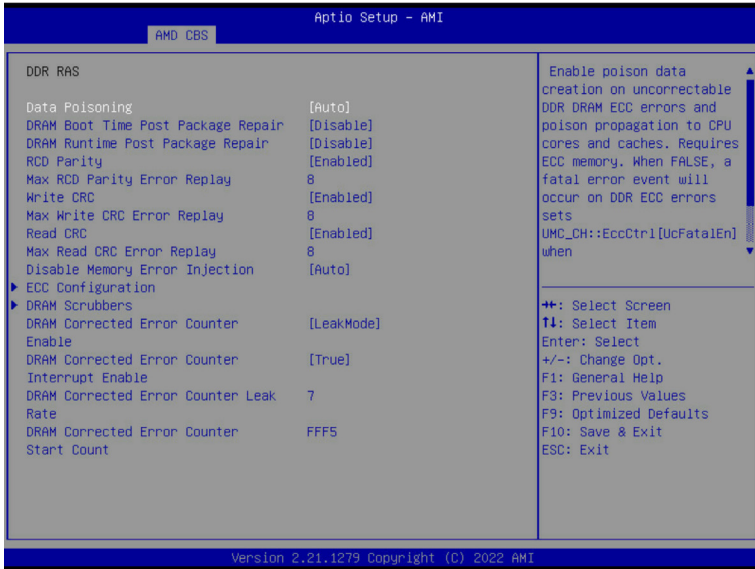 Aptio Setup – AMI
AMD CBS
DDR RAS
Data Poisoning [Auto]
DRAM Boot Time Post Package Repair [Disable]
DRAM Runtime Post Package Repair [Disable]
RCD Parity [Enabled]
Max RCD Parity Error Replay 8
Write CRC [Enabled]
Max Write CRC Error Replay 8
Read CRC [Enabled]
Max Read CRC Error Replay 8
Disable Memory Error Injection [Auto]
ECC Configuration
DRAM Scrubbers
DRAM Corrected Error Counter [LeakMode]
Enable
DRAM Corrected Error Counter [True]
Interrupt Enable
DRAM Corrected Error Counter Leak 7
Rate
DRAM Corrected Error Counter FFF5
Start Count
Enable poison data
creation on uncorrectable
DDR DRAM ECC errors and
poison propagation to CPU
cores and caches. Requires
ECC memory. When FALSE, a
fatal error event will
occur on DDR ECC errors
sets
UMC_CH::EccCtrl[UcFatalEn]
when
→←: Select Screen
↑↓: Select Item
Enter: Select
+/-: Change Opt.
F1: General Help
F3: Previous Values
F9: Optimized Defaults
F10: Save & Exit
ESC: Exit
Version 2.21.1279 Copyright (C) 2022 AMI